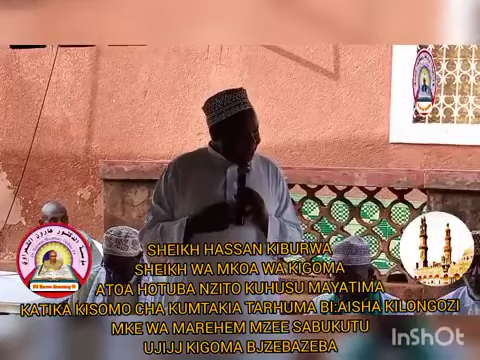 SHEIKH HASSAN KIBURWA
SHEIKH WA MKOA WA KIGOMA
ATOA HOTUBA NZITO KUHUSU MAYATIMA
KATIKA KISOMO CHA KUMTAKIA TARHUMA BI:AISHA KILONGOZI
MKE WA MAREHEM MZEE SABUKUTU
UJIJJ KIGOMA BJZEBAZEBA
InShOt